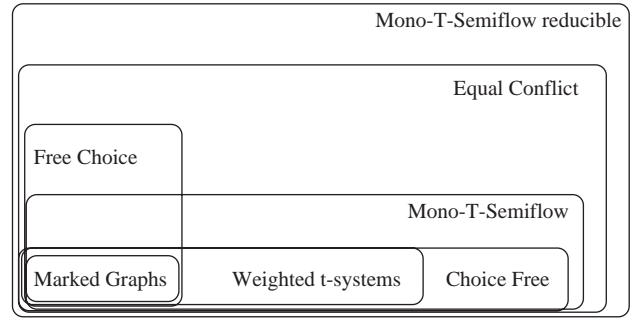 Mono-T-Semiflow reducible
Equal Conflict
Free Choice
Mono-T-Semiflow
Marked Graphs Weighted t-systems Choice Free